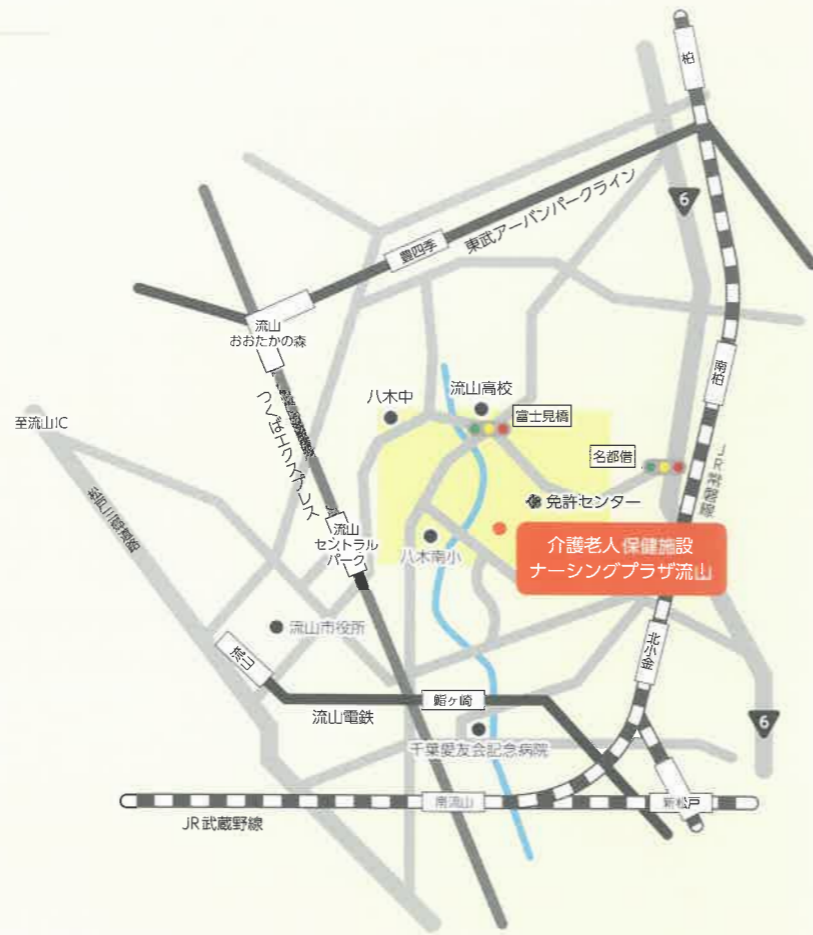 柏
6
東武アーバンパークライン
豊四季
流山
おおたかの森
南柏
つくばエクスプレス
八木中
流山高校
富士見橋
至流山IC
名都借
JR常磐線
免許センター
流山
セントラル
パーク
八木南小
介護老人保健施設
ナーシングプラザ流山
流山市役所
北小金
流山
鰭ヶ崎
流山電鉄
6
千葉愛友会記念病院
南流山
新松戸
JR武蔵野線